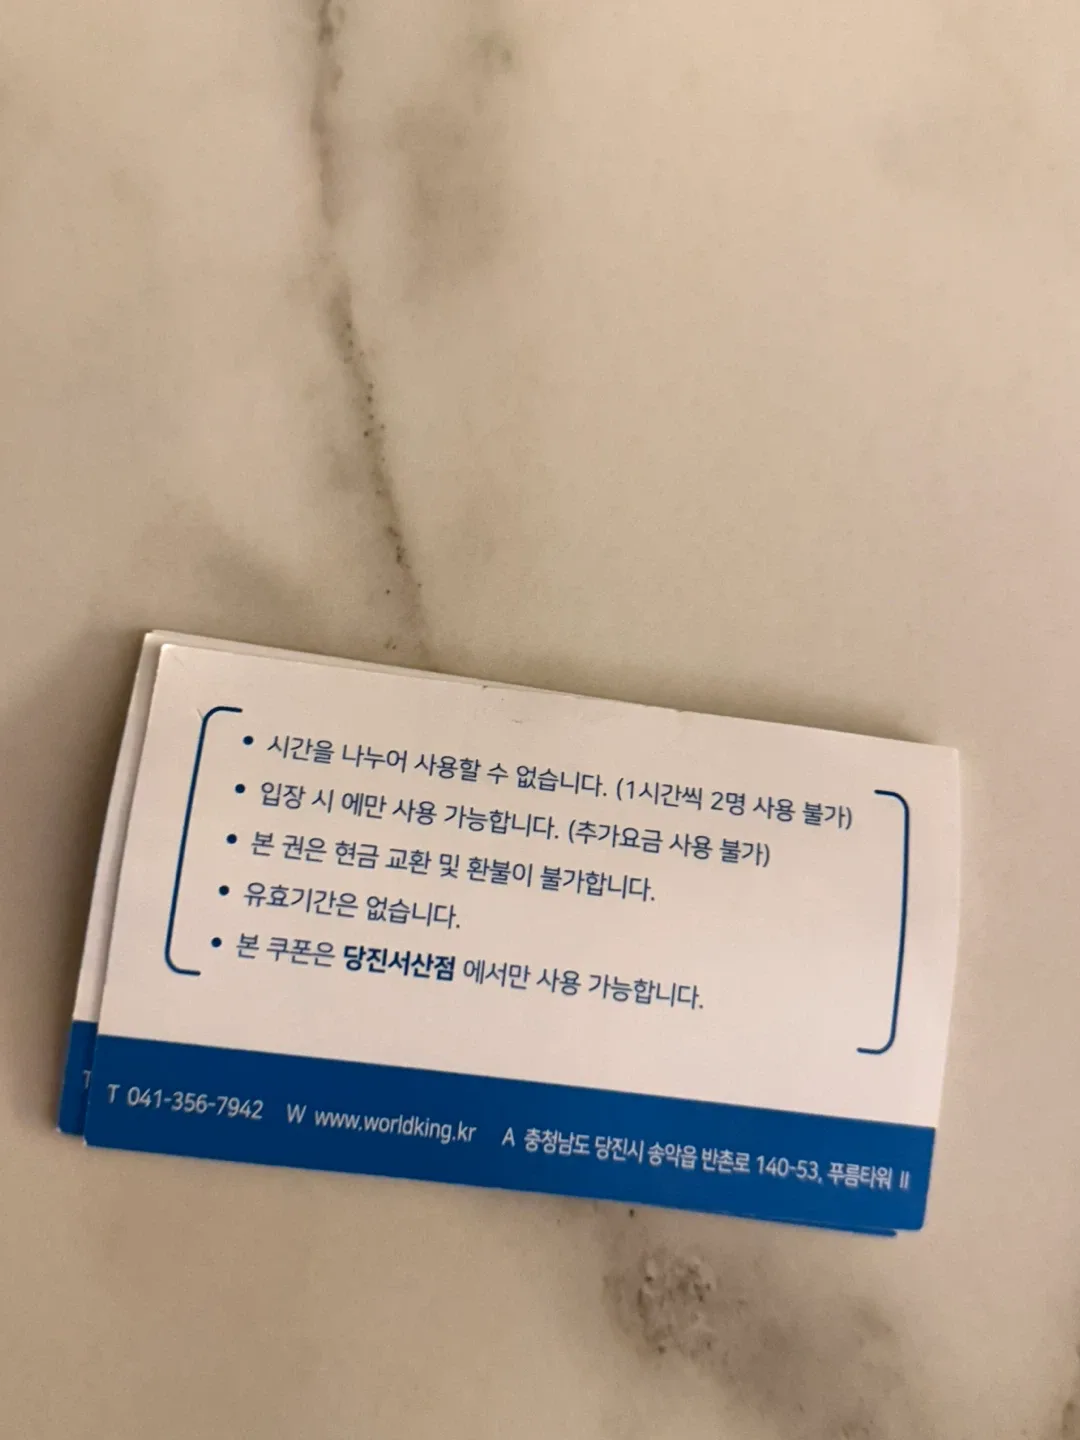 • 시간을 나누어 사용할 수 없습니다. (1시간씩 2명 사용 불가)
• 입장 시 에만 사용 가능합니다. (추가요금 사용 불가)
• 본 권은 현금 교환 및 환불이 불가합니다.
• 유효기간은 없습니다.
• 본 쿠폰은 당진서산점 에서만 사용 가능합니다.
T
T 041-356-7942 W www.worldking.kr A 충청남도 당진시 송악읍 반촌로 140-53, 푸름타워 II